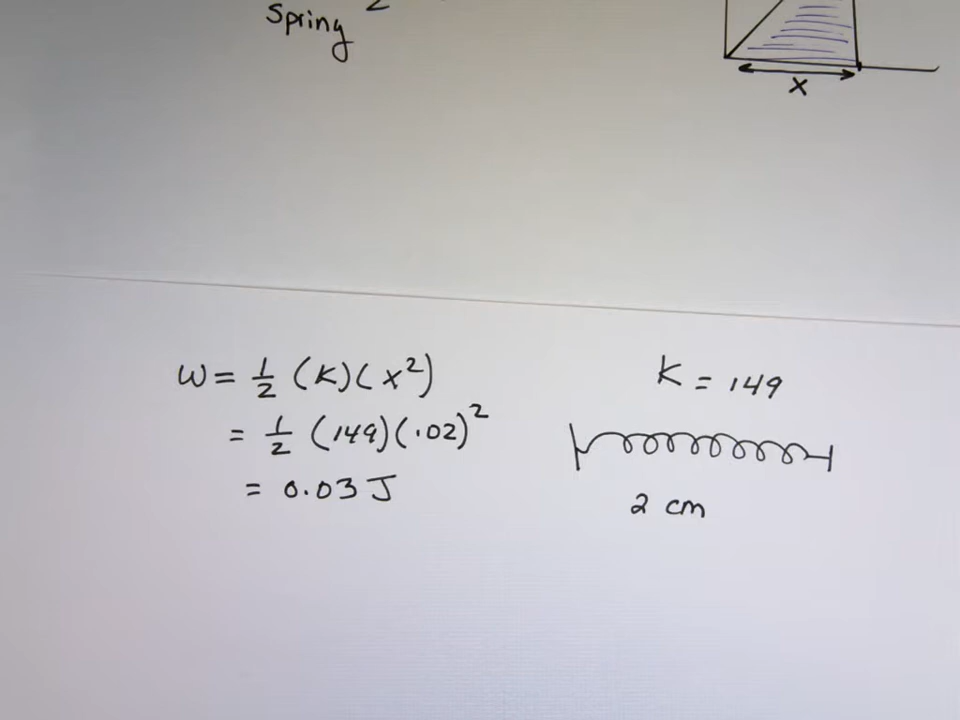 Spring
x
W = 1/2 (K)(x²)
= 1/2 (149)(.02)²
= 0.03 J
K = 149
2 cm